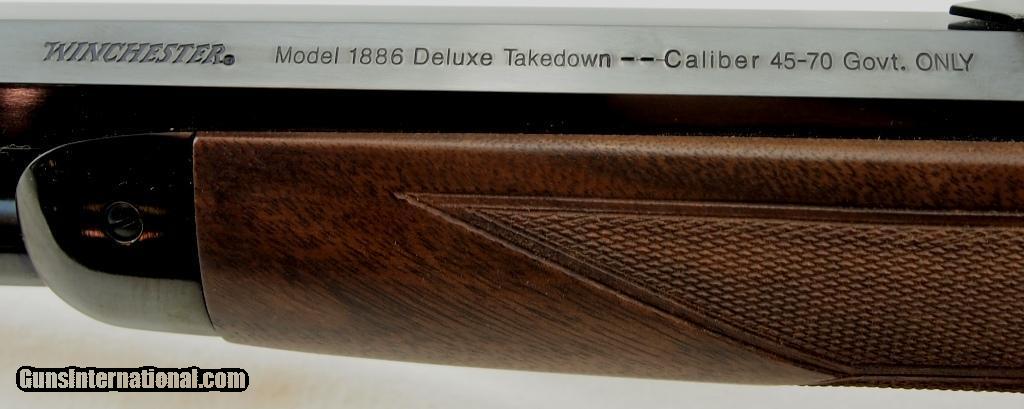 WINCHESTER® Model 1886 Deluxe Takedown -- Caliber 45-70 Govt. ONLY
GunsInternational.com